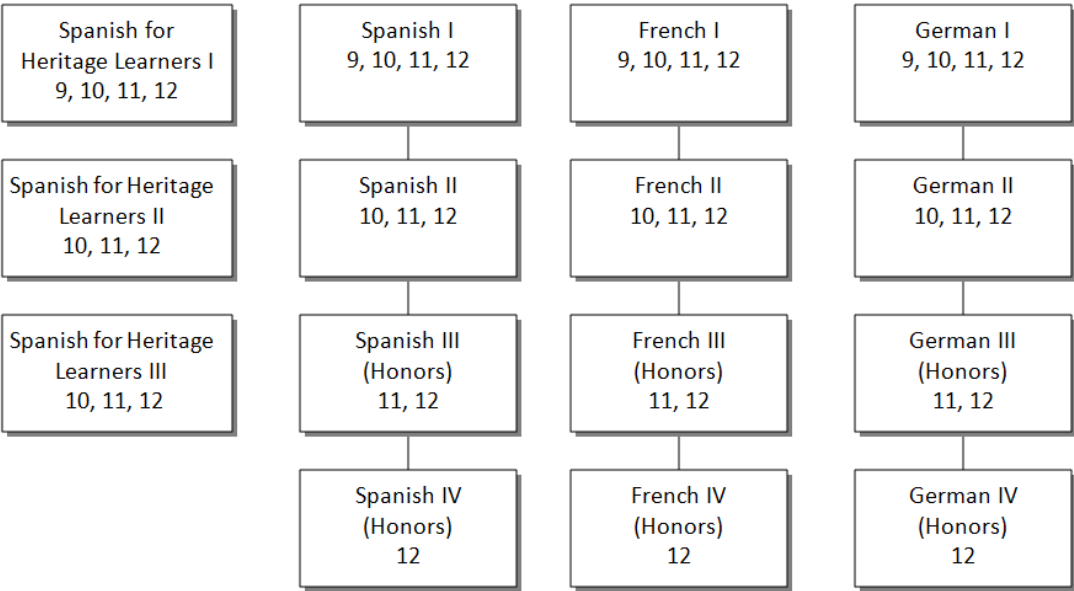 Spanish for
Heritage Learners I
9, 10, 11, 12
Spanish I
9, 10, 11, 12
French I
9, 10, 11, 12
German I
9, 10, 11, 12
Spanish for Heritage
Learners II
10, 11, 12
Spanish II
10, 11, 12
French II
10, 11, 12
German II
10, 11, 12
Spanish for Heritage
Learners III
10, 11, 12
Spanish III
(Honors)
11, 12
French III
(Honors)
11, 12
German III
(Honors)
11, 12
Spanish IV
(Honors)
12
French IV
(Honors)
12
German IV
(Honors)
12